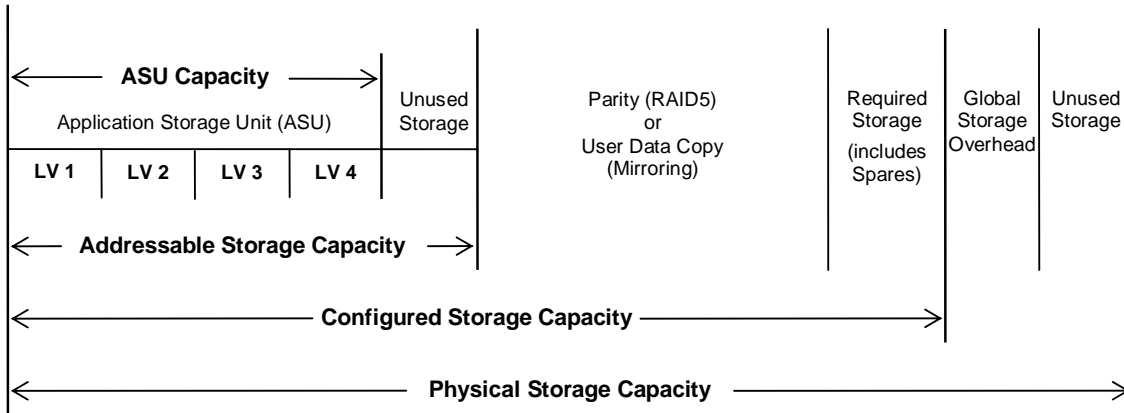 ASU Capacity
Application Storage Unit (ASU)
LV 1
LV 2
LV 3
LV 4
Unused
Storage
Parity (RAID5)
or
User Data Copy
(Mirroring)
Required
Storage
(includes
Spares)
Global
Storage
Overhead
Unused
Storage
Addressable Storage Capacity
Configured Storage Capacity
Physical Storage Capacity